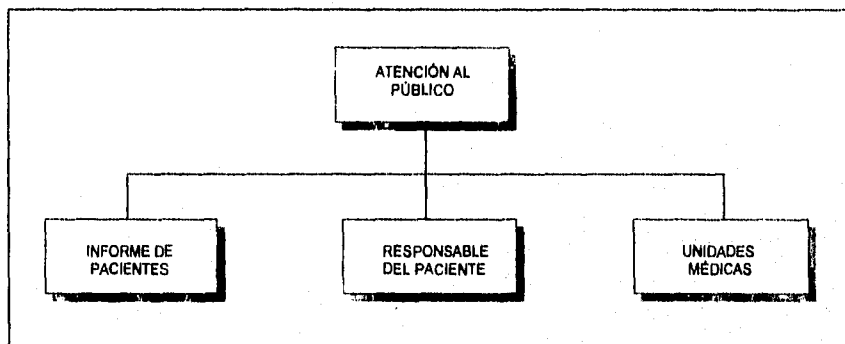 ATENCIÓN AL
PÚBLICO
INFORME DE
PACIENTES
RESPONSABLE
DEL PACIENTE
UNIDADES
MÉDICAS